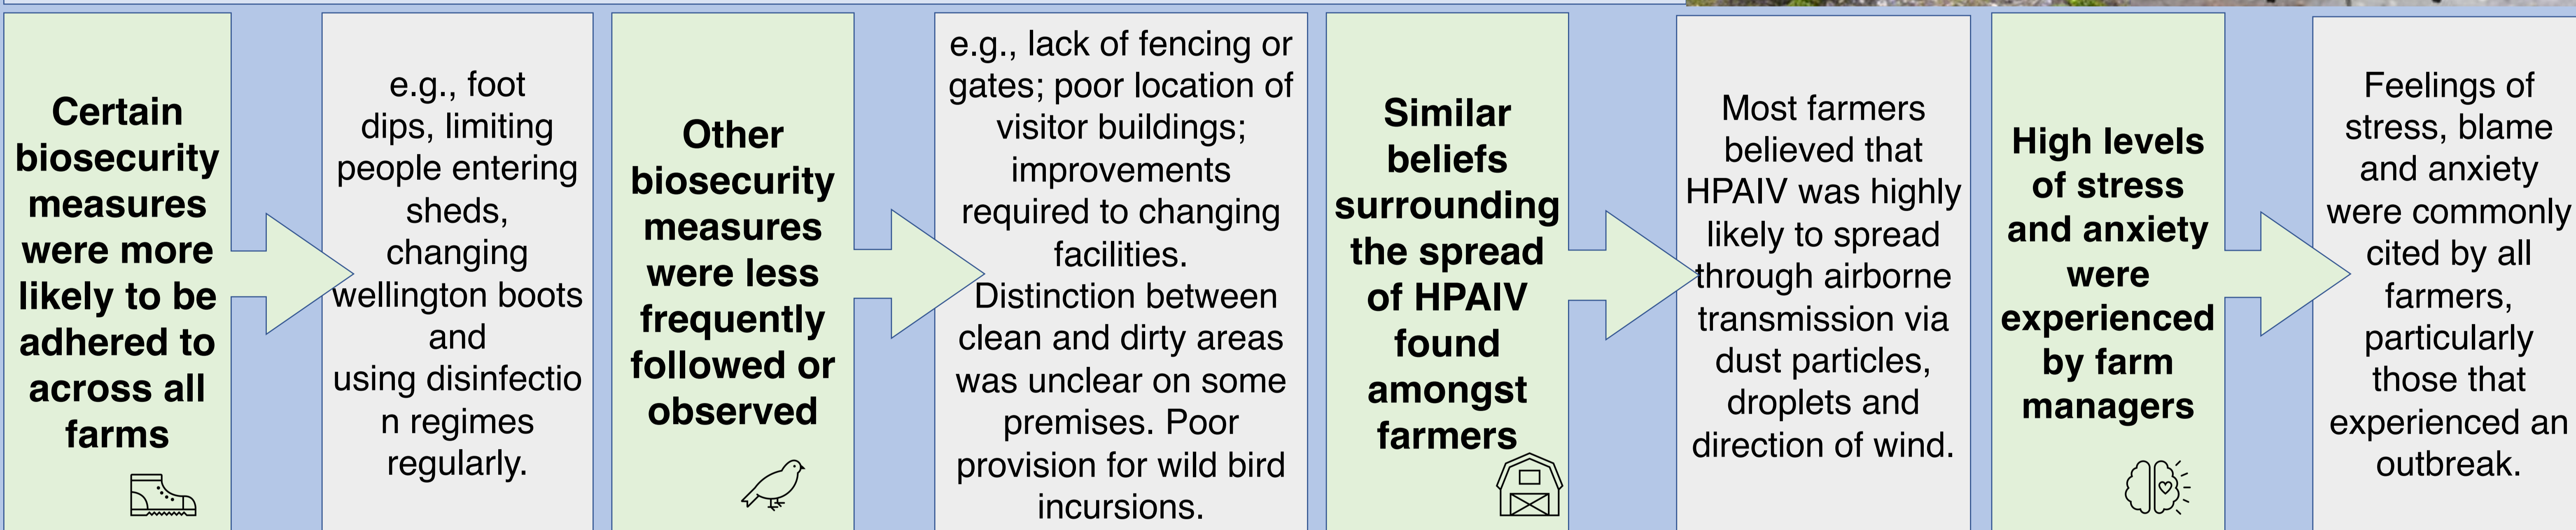 Certain
biosecurity
measures
were more
likely to be
adhered to
across all
farms
e.g., foot
dips, limiting
people entering
sheds,
changing
wellington boots
and
using disinfectio
n regimes
regularly.
Other
biosecurity
measures
were less
frequently
followed or
observed
e.g., lack of fencing or
gates; poor location of
visitor buildings;
improvements
required to changing
facilities.
Distinction between
clean and dirty areas
was unclear on some
premises. Poor
provision for wild bird
incursions.
Similar
beliefs
surrounding
the spread
of HPAIV
found
amongst
farmers
Most farmers
believed that
HPAIV was highly
likely to spread
through airborne
transmission via
dust particles,
droplets and
direction of wind.
High levels
of stress
and anxiety
were
experienced
by farm
managers
Feelings of
stress, blame
and anxiety
were commonly
cited by all
farmers,
particularly
those that
experienced an
outbreak.